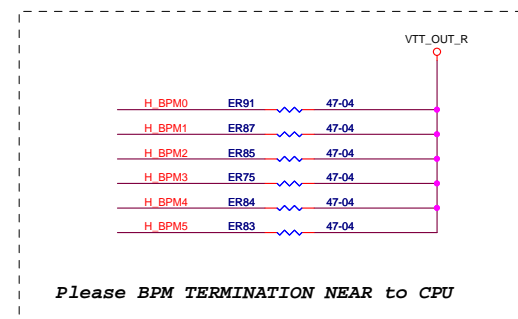 VTT_OUT_R
H_BPM0 ER91 47-04
H_BPM1 ER87 47-04
H_BPM2 ER85 47-04
H_BPM3 ER75 47-04
H_BPM4 ER84 47-04
H_BPM5 ER83 47-04
Please BPM TERMINATION NEAR to CPU